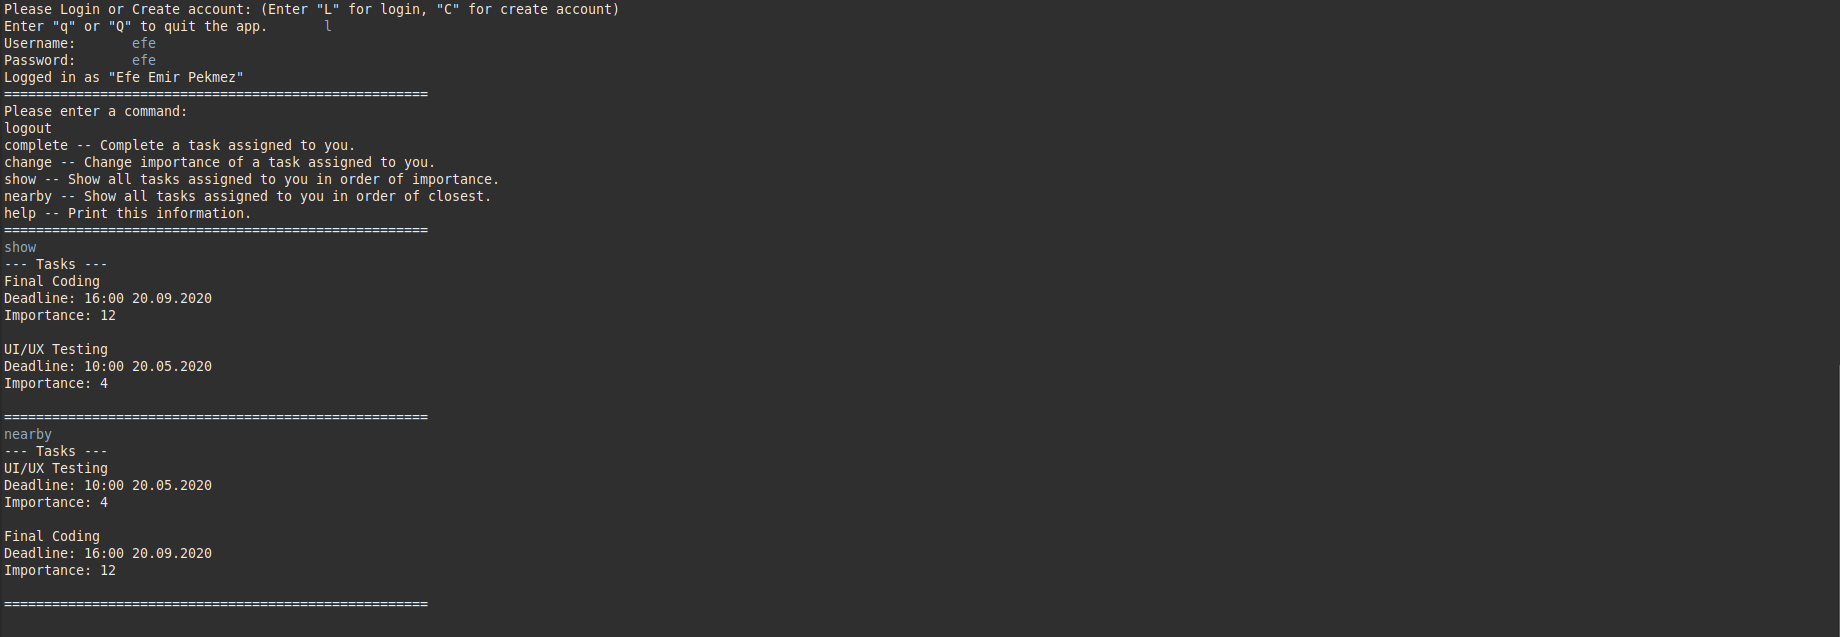 Please Login or Create account: (Enter "L" for login, "C" for create account)
Enter "q" or "Q" to quit the app.       l
Username:       efe
Password:       efe
Logged in as "Efe Emir Pekmez"
=====================================================
Please enter a command:
logout
complete -- Complete a task assigned to you.
change -- Change importance of a task assigned to you.
show -- Show all tasks assigned to you in order of importance.
nearby -- Show all tasks assigned to you in order of closest.
help -- Print this information.
=====================================================
show
--- Tasks ---
Final Coding
Deadline: 16:00 20.09.2020
Importance: 12
UI/UX Testing
Deadline: 10:00 20.05.2020
Importance: 4
=====================================================
nearby
--- Tasks ---
UI/UX Testing
Deadline: 10:00 20.05.2020
Importance: 4
Final Coding
Deadline: 16:00 20.09.2020
Importance: 12
=====================================================